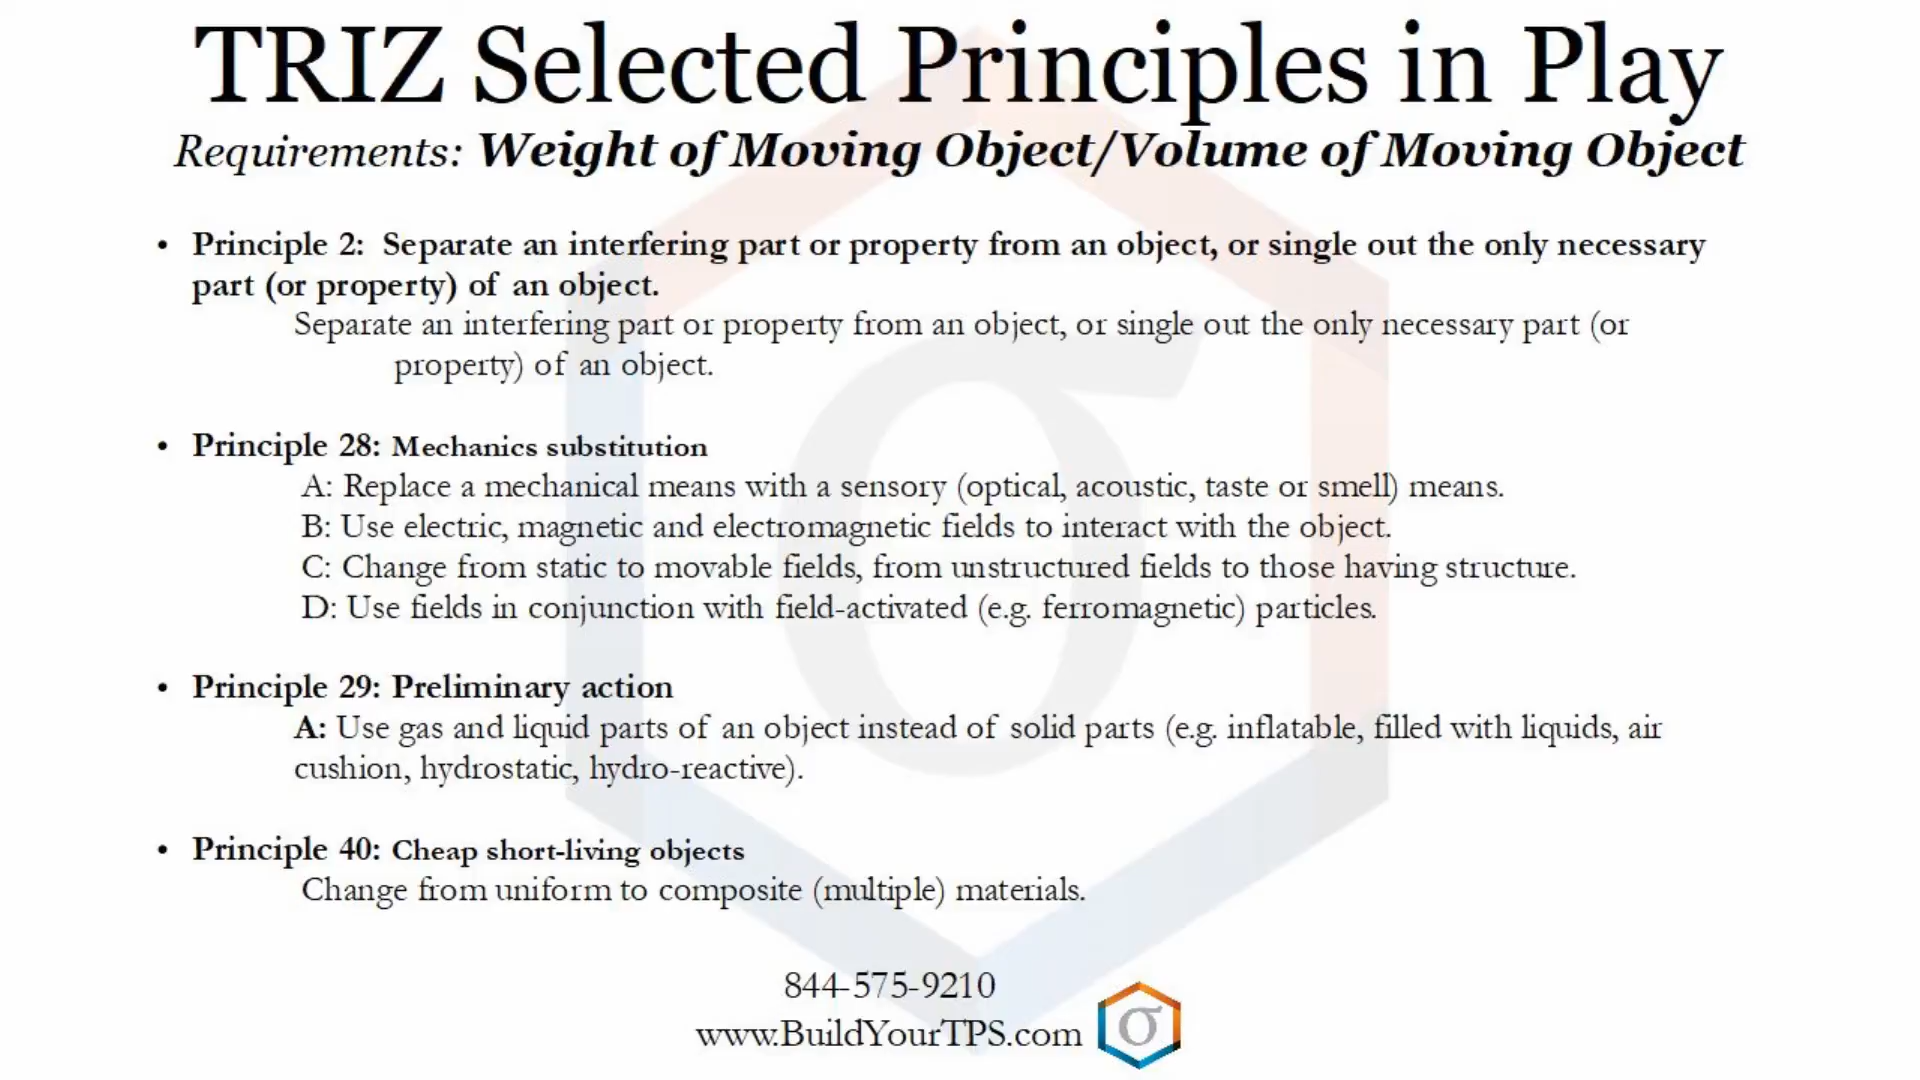 TRIZ Selected Principles in Play
Requirements: Weight of Moving Object/Volume of Moving Object
• Principle 2: Separate an interfering part or property from an object, or single out the only necessary
part (or property) of an object.
Separate an interfering part or property from an object, or single out the only necessary part (or
property) of an object.
• Principle 28: Mechanics substitution
A: Replace a mechanical means with a sensory (optical, acoustic, taste or smell) means.
B: Use electric, magnetic and electromagnetic fields to interact with the object.
C: Change from static to movable fields, from unstructured fields to those having structure.
D: Use fields in conjunction with field-activated (e.g. ferromagnetic) particles.
• Principle 29: Preliminary action
A: Use gas and liquid parts of an object instead of solid parts (e.g. inflatable, filled with liquids, air
cushion, hydrostatic, hydro-reactive).
• Principle 40: Cheap short-living objects
Change from uniform to composite (multiple) materials.
844-575-9210
www.BuildYourTPS.com
σ